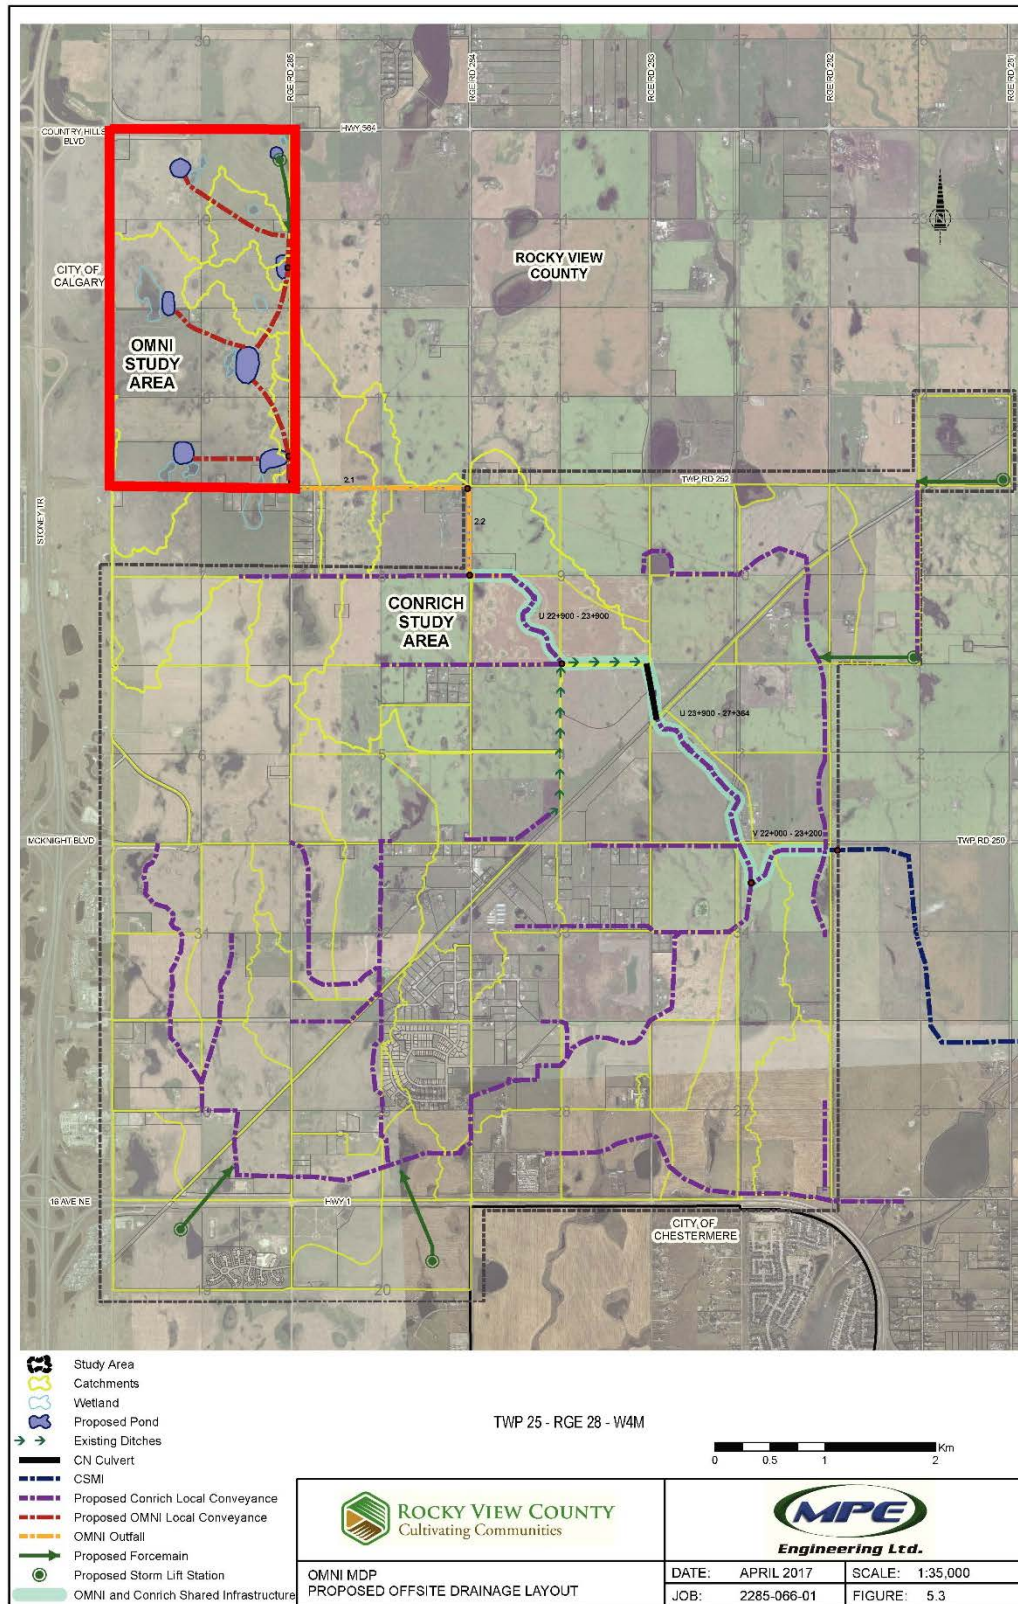 RGE RD 285
RGE RD 284
RGE RD 283
RGE RD 282
RGE RD 281
30
COUNTRY HILLS
BLVD
HWY 564
ROCKY VIEW
COUNTY
CITY OF
CALGARY
OMNI
STUDY
AREA
STONEY TR
2.1
TWP RD 252
2.2
9
CONRICH
STUDY
AREA
U 22+900 - 23+900
U 23+900 - 27+364
V 22+000 - 23+200
MCKNIGHT BLVD
TWP RD 250
31
16 AVE NE
HWY 1
CITY OF
CHESTERMERE
19
20
Study Area
Catchments
Wetland
Proposed Pond
Existing Ditches
CN Culvert
CSMI
Proposed Conrich Local Conveyance
Proposed OMNI Local Conveyance
OMNI Outfall
Proposed Forcemain
Proposed Storm Lift Station
OMNI and Conrich Shared Infrastructure
TWP 25 - RGE 28 - W4M
Km
0 0.5 1 2
ROCKY VIEW COUNTY
Cultivating Communities
MPE
Engineering Ltd.
OMNI MDP
PROPOSED OFFSITE DRAINAGE LAYOUT
DATE: APRIL 2017
SCALE: 1:35,000
JOB: 2285-066-01
FIGURE: 5.3